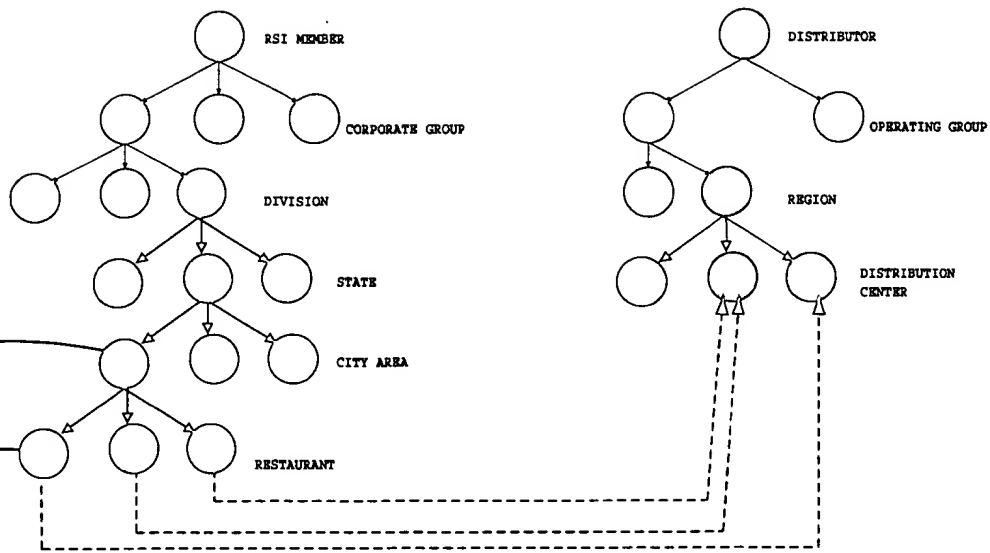 RSI MEMBER
CORPORATE GROUP
DIVISION
STATE
CITY AREA
RESTAURANT
DISTRIBUTOR
OPERATING GROUP
REGION
DISTRIBUTION
CENTER